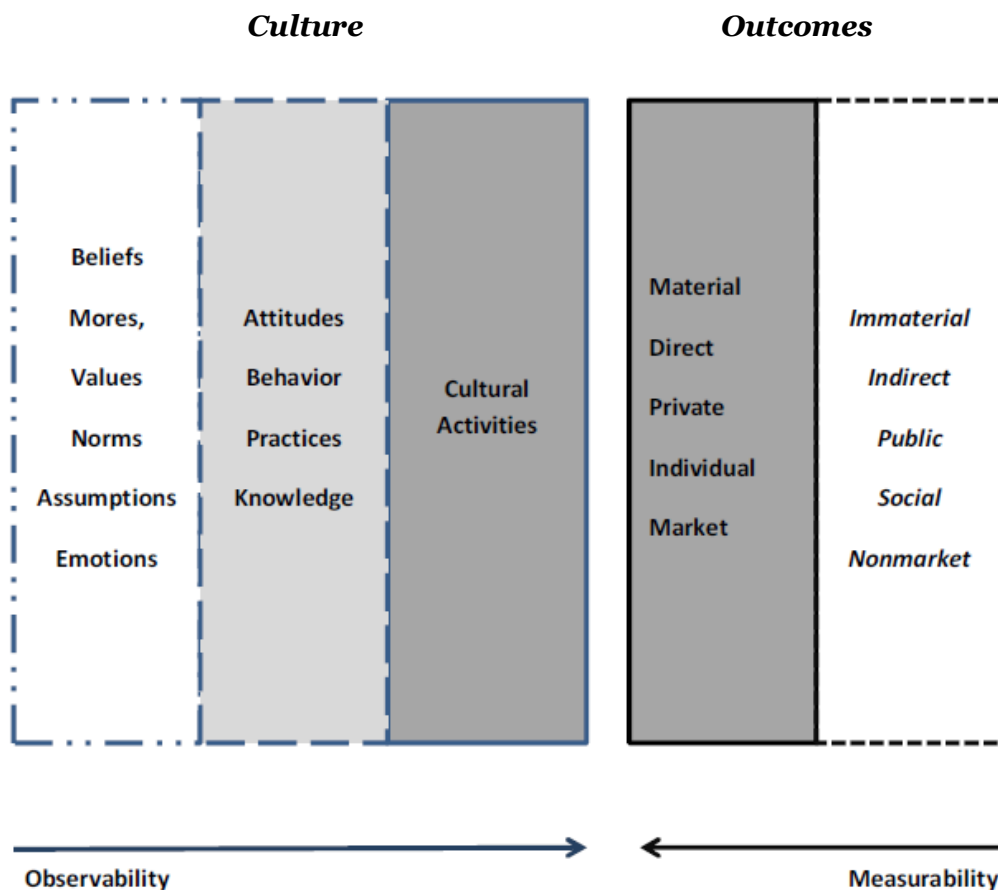 Culture
Outcomes
Beliefs
Mores,
Values
Norms
Assumptions
Emotions
Attitudes
Behavior
Practices
Knowledge
Cultural
Activities
Material
Direct
Private
Individual
Market
Immaterial
Indirect
Public
Social
Nonmarket
Observability
Measurability